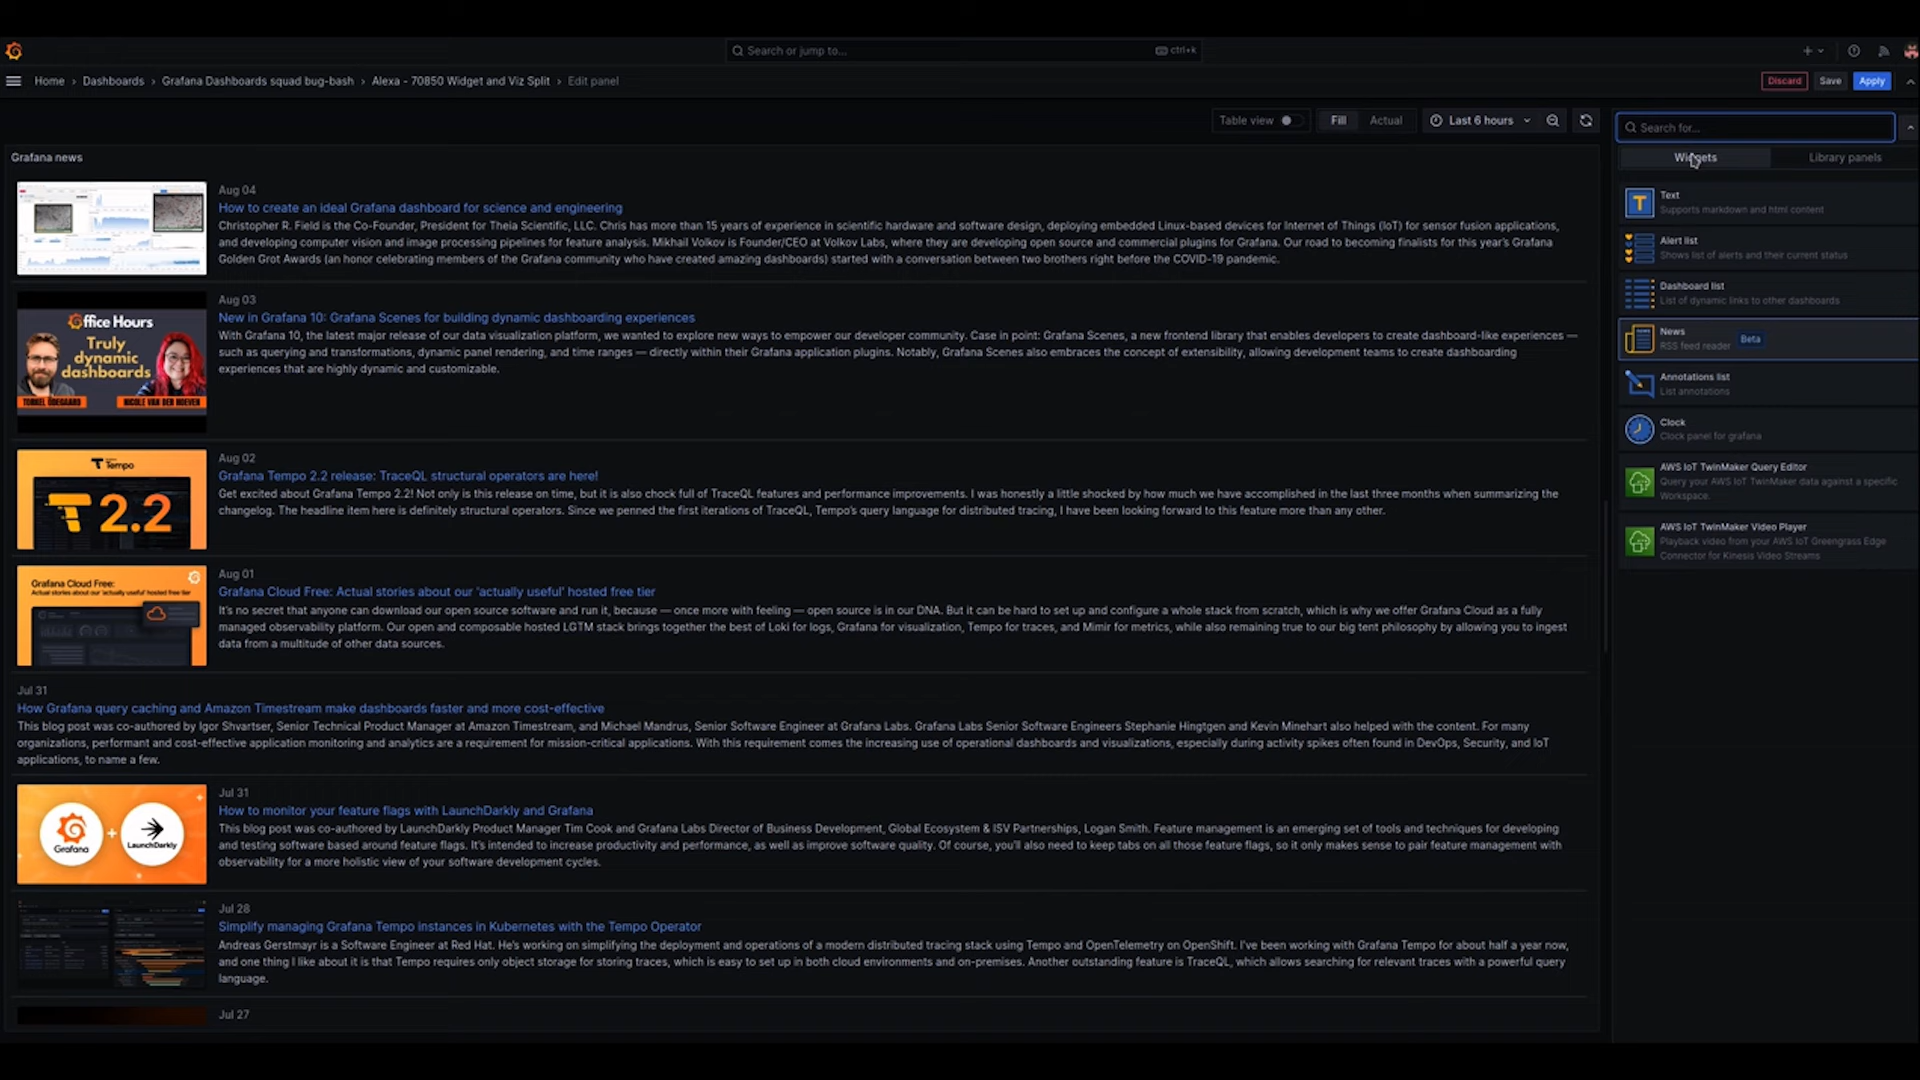 Search or jump to...
ctrl+k
Home › Dashboards › Grafana Dashboards squad bug-bash › Alexa - 70850 Widget and Viz Split › Edit panel
Discard Save Apply
Table view Fill Actual Last 6 hours
Grafana news
Aug 04
How to create an ideal Grafana dashboard for science and engineering
Christopher R. Field is the Co-Founder, President for Theia Scientific, LLC. Chris has more than 15 years of experience in scientific hardware and software design, deploying embedded Linux-based devices for Internet of Things (IoT) for sensor fusion applications,
and developing computer vision and image processing pipelines for feature analysis. Mikhail Volkov is Founder/CEO at Volkov Labs, where they are developing open source and commercial plugins for Grafana. Our road to becoming finalists for this year's Grafana
Golden Grot Awards (an honor celebrating members of the Grafana community who have created amazing dashboards) started with a conversation between two brothers right before the COVID-19 pandemic.
Office Hours
Truly
dynamic
dashboards
TORKEL ODEGAARD NICOLE VAN DER HOEVEN
Aug 03
New in Grafana 10: Grafana Scenes for building dynamic dashboarding experiences
With Grafana 10, the latest major release of our data visualization platform, we wanted to explore new ways to empower our developer community. Case in point: Grafana Scenes, a new frontend library that enables developers to create dashboard-like experiences —
such as querying and transformations, dynamic panel rendering, and time ranges — directly within their Grafana application plugins. Notably, Grafana Scenes also embraces the concept of extensibility, allowing development teams to create dashboarding
experiences that are highly dynamic and customizable.
Tempo
2.2
Aug 02
Grafana Tempo 2.2 release: TraceQL structural operators are here!
Get excited about Grafana Tempo 2.2! Not only is this release on time, but it is also chock full of TraceQL features and performance improvements. I was honestly a little shocked by how much we have accomplished in the last three months when summarizing the
changelog. The headline item here is definitely structural operators. Since we penned the first iterations of TraceQL, Tempo's query language for distributed tracing, I have been looking forward to this feature more than any other.
Grafana Cloud Free:
Actual stories about our 'actually useful' hosted free tier
Aug 01
Grafana Cloud Free: Actual stories about our 'actually useful' hosted free tier
It's no secret that anyone can download our open source software and run it, because — once more with feeling — open source is in our DNA. But it can be hard to set up and configure a whole stack from scratch, which is why we offer Grafana Cloud as a fully
managed observability platform. Our open and composable hosted LGTM stack brings together the best of Loki for logs, Grafana for visualization, Tempo for traces, and Mimir for metrics, while also remaining true to our big tent philosophy by allowing you to ingest
data from a multitude of other data sources.
Jul 31
How Grafana query caching and Amazon Timestream make dashboards faster and more cost-effective
This blog post was co-authored by Igor Shvartser, Senior Technical Product Manager at Amazon Timestream, and Michael Mandrus, Senior Software Engineer at Grafana Labs. Grafana Labs Senior Software Engineers Stephanie Hingtgen and Kevin Minehart also helped with the content. For many
organizations, performant and cost-effective application monitoring and analytics are a requirement for mission-critical applications. With this requirement comes the increasing use of operational dashboards and visualizations, especially during activity spikes often found in DevOps, Security, and IoT
applications, to name a few.
Grafana + LaunchDarkly
Jul 31
How to monitor your feature flags with LaunchDarkly and Grafana
This blog post was co-authored by LaunchDarkly Product Manager Tim Cook and Grafana Labs Director of Business Development, Global Ecosystem & ISV Partnerships, Logan Smith. Feature management is an emerging set of tools and techniques for developing
and testing software based around feature flags. It's intended to increase productivity and performance, as well as improve software quality. Of course, you'll also need to keep tabs on all those feature flags, so it only makes sense to pair feature management with
observability for a more holistic view of your software development cycles.
Jul 28
Simplify managing Grafana Tempo instances in Kubernetes with the Tempo Operator
Andreas Gerstmayr is a Software Engineer at Red Hat. He's working on simplifying the deployment and operations of a modern distributed tracing stack using Tempo and OpenTelemetry on OpenShift. I've been working with Grafana Tempo for about half a year now,
and one thing I like about it is that Tempo requires only object storage for storing traces, which is easy to set up in both cloud environments and on-premises. Another outstanding feature is TraceQL, which allows searching for relevant traces with a powerful query
language.
Jul 27
Search for...
Widgets Library panels
Text
Supports markdown and html content
Alert list
Shows list of alerts and their current status
Dashboard list
List of dynamic links to other dashboards
News
RSS feed reader Beta
Annotations list
List annotations
Clock
Clock panel for grafana
AWS IoT TwinMaker Query Editor
Query your AWS IoT TwinMaker data against a specific
Workspace.
AWS IoT TwinMaker Video Player
Playback video from your AWS IoT Greengrass Edge
Connector for Kinesis Video Streams